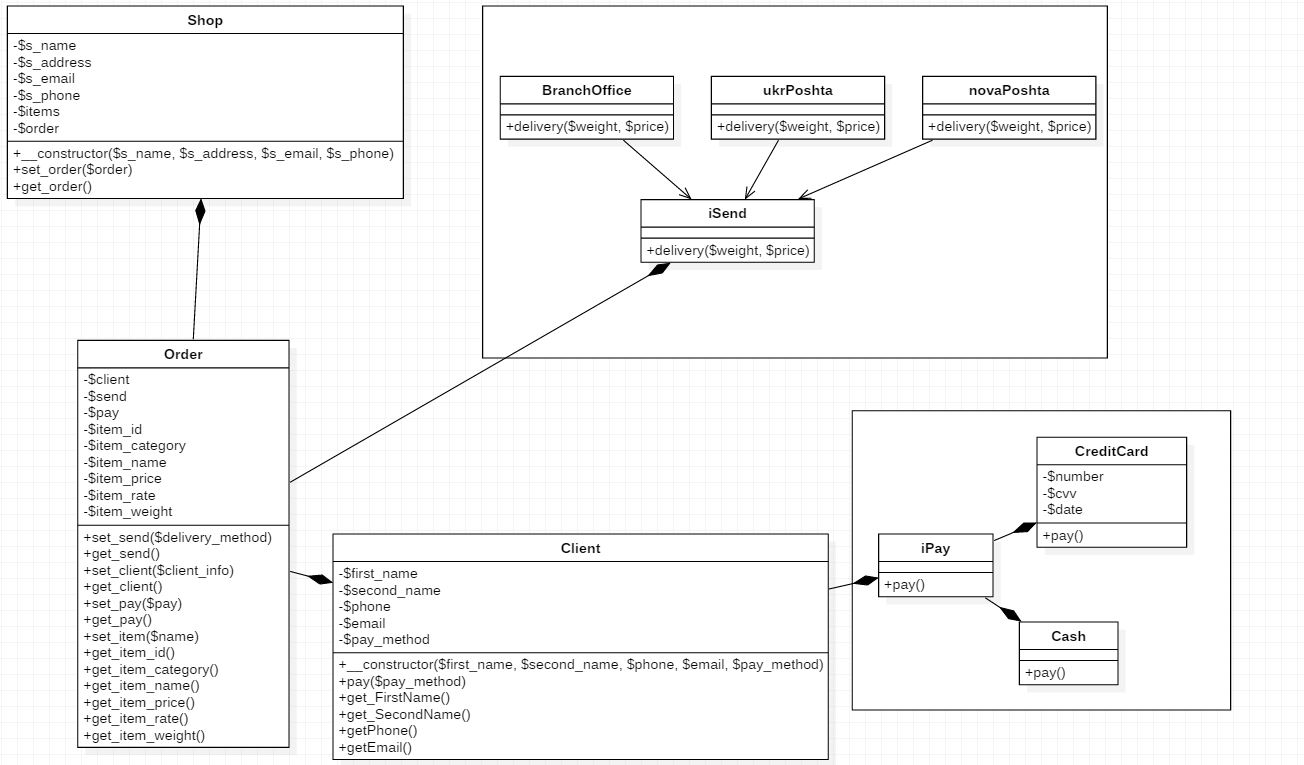 Shop
-$s_name
-$s_address
-$s_email
-$s_phone
-$items
-$order
+__constructor($s_name, $s_address, $s_email, $s_phone)
+set_order($order)
+get_order()
BranchOffice
+delivery($weight, $price)
ukrPoshta
+delivery($weight, $price)
novaPoshta
+delivery($weight, $price)
iSend
+delivery($weight, $price)
Order
-$client
-$send
-$pay
-$item_id
-$item_category
-$item_name
-$item_price
-$item_rate
-$item_weight
+set_send($delivery_method)
+get_send()
+set_client($client_info)
+get_client()
+set_pay($pay)
+get_pay()
+set_item($name)
+get_item_id()
+get_item_category()
+get_item_name()
+get_item_price()
+get_item_rate()
+get_item_weight()
Client
-$first_name
-$second_name
-$phone
-$email
-$pay_method
+__constructor($first_name, $second_name, $phone, $email, $pay_method)
+pay($pay_method)
+get_FirstName()
+get_SecondName()
+getPhone()
+getEmail()
iPay
+pay()
CreditCard
-$number
-$cvv
-$date
+pay()
Cash
+pay()